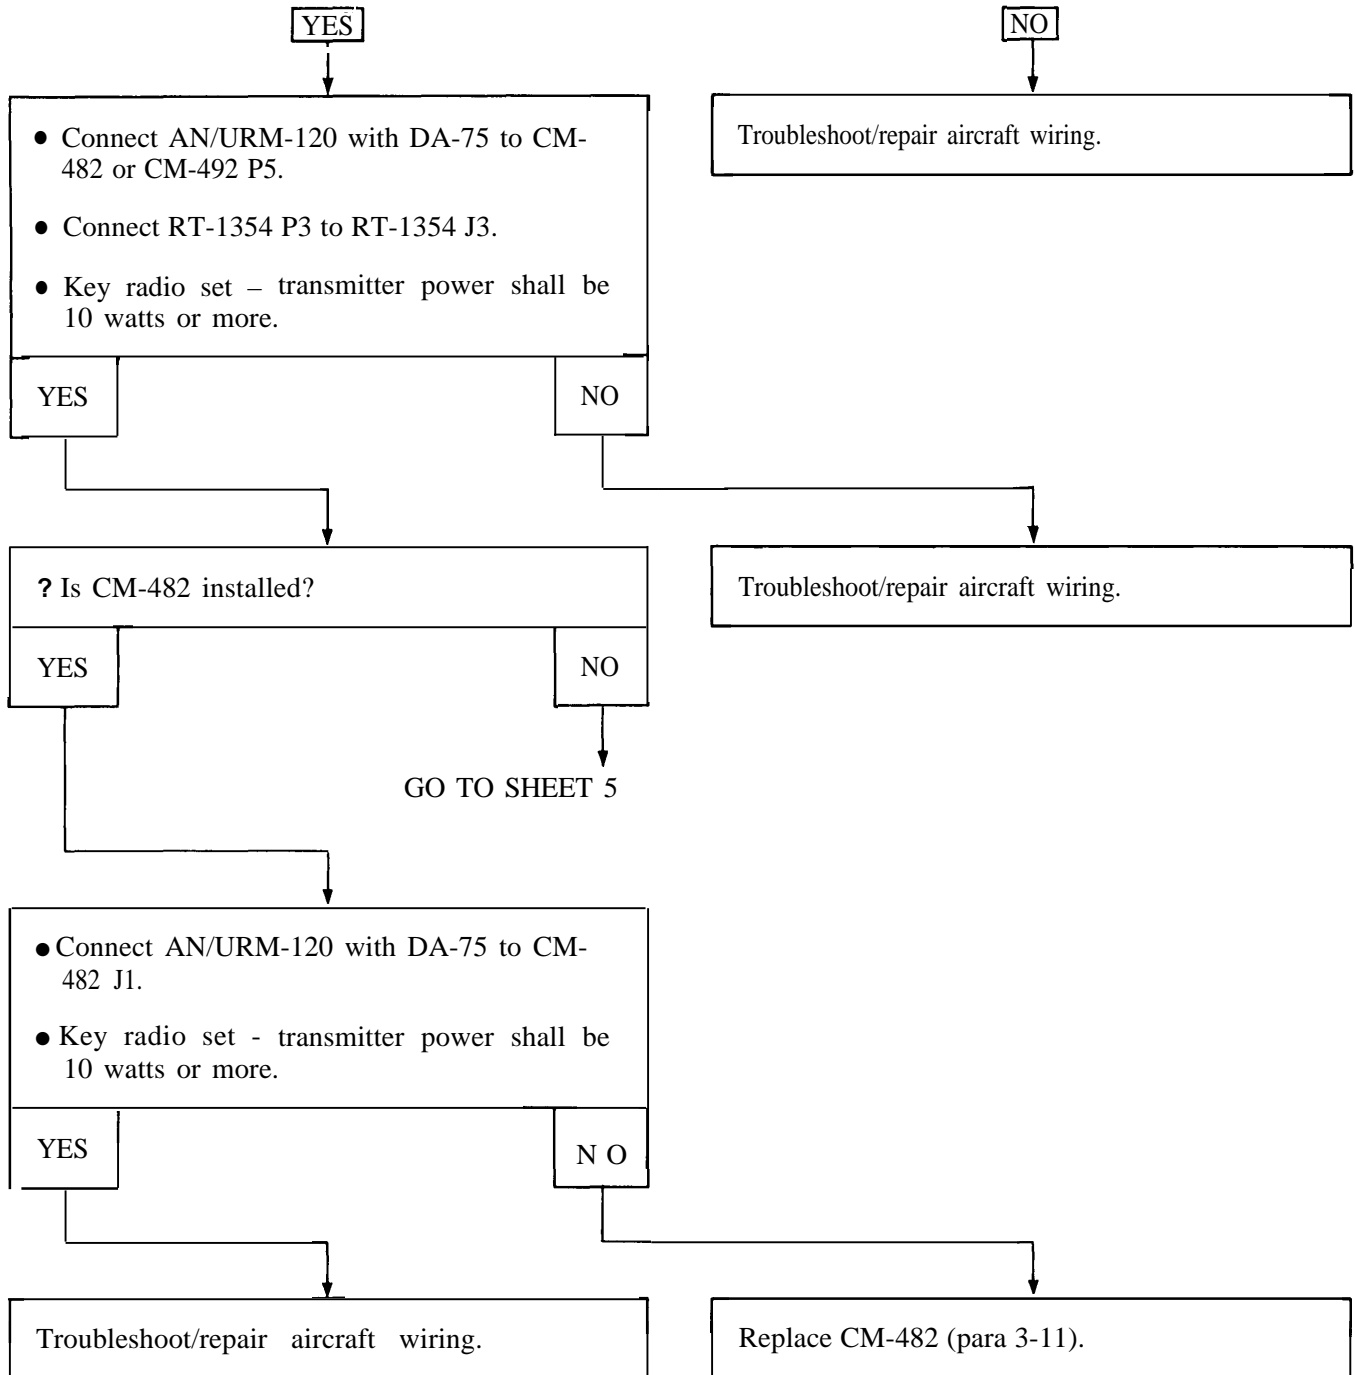 YES
NO
• Connect AN/URM-120 with DA-75 to CM-
482 or CM-492 P5.
• Connect RT-1354 P3 to RT-1354 J3.
• Key radio set – transmitter power shall be
10 watts or more.
Troubleshoot/repair aircraft wiring.
YES
NO
? Is CM-482 installed?
Troubleshoot/repair aircraft wiring.
YES
NO
GO TO SHEET 5
• Connect AN/URM-120 with DA-75 to CM-
482 J1.
• Key radio set - transmitter power shall be
10 watts or more.
YES
N O
Troubleshoot/repair aircraft wiring.
Replace CM-482 (para 3-11).